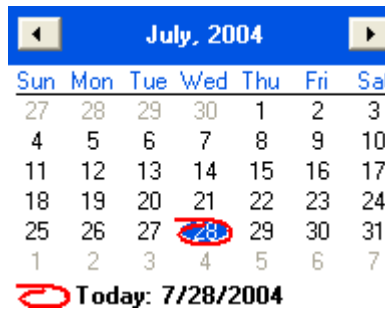 July, 2004
Sun Mon Tue Wed Thu Fri Sat
27 28 29 30 1 2 3
4 5 6 7 8 9 10
11 12 13 14 15 16 17
18 19 20 21 22 23 24
25 26 27 28 29 30 31
1 2 3 4 5 6 7
Today: 7/28/2004